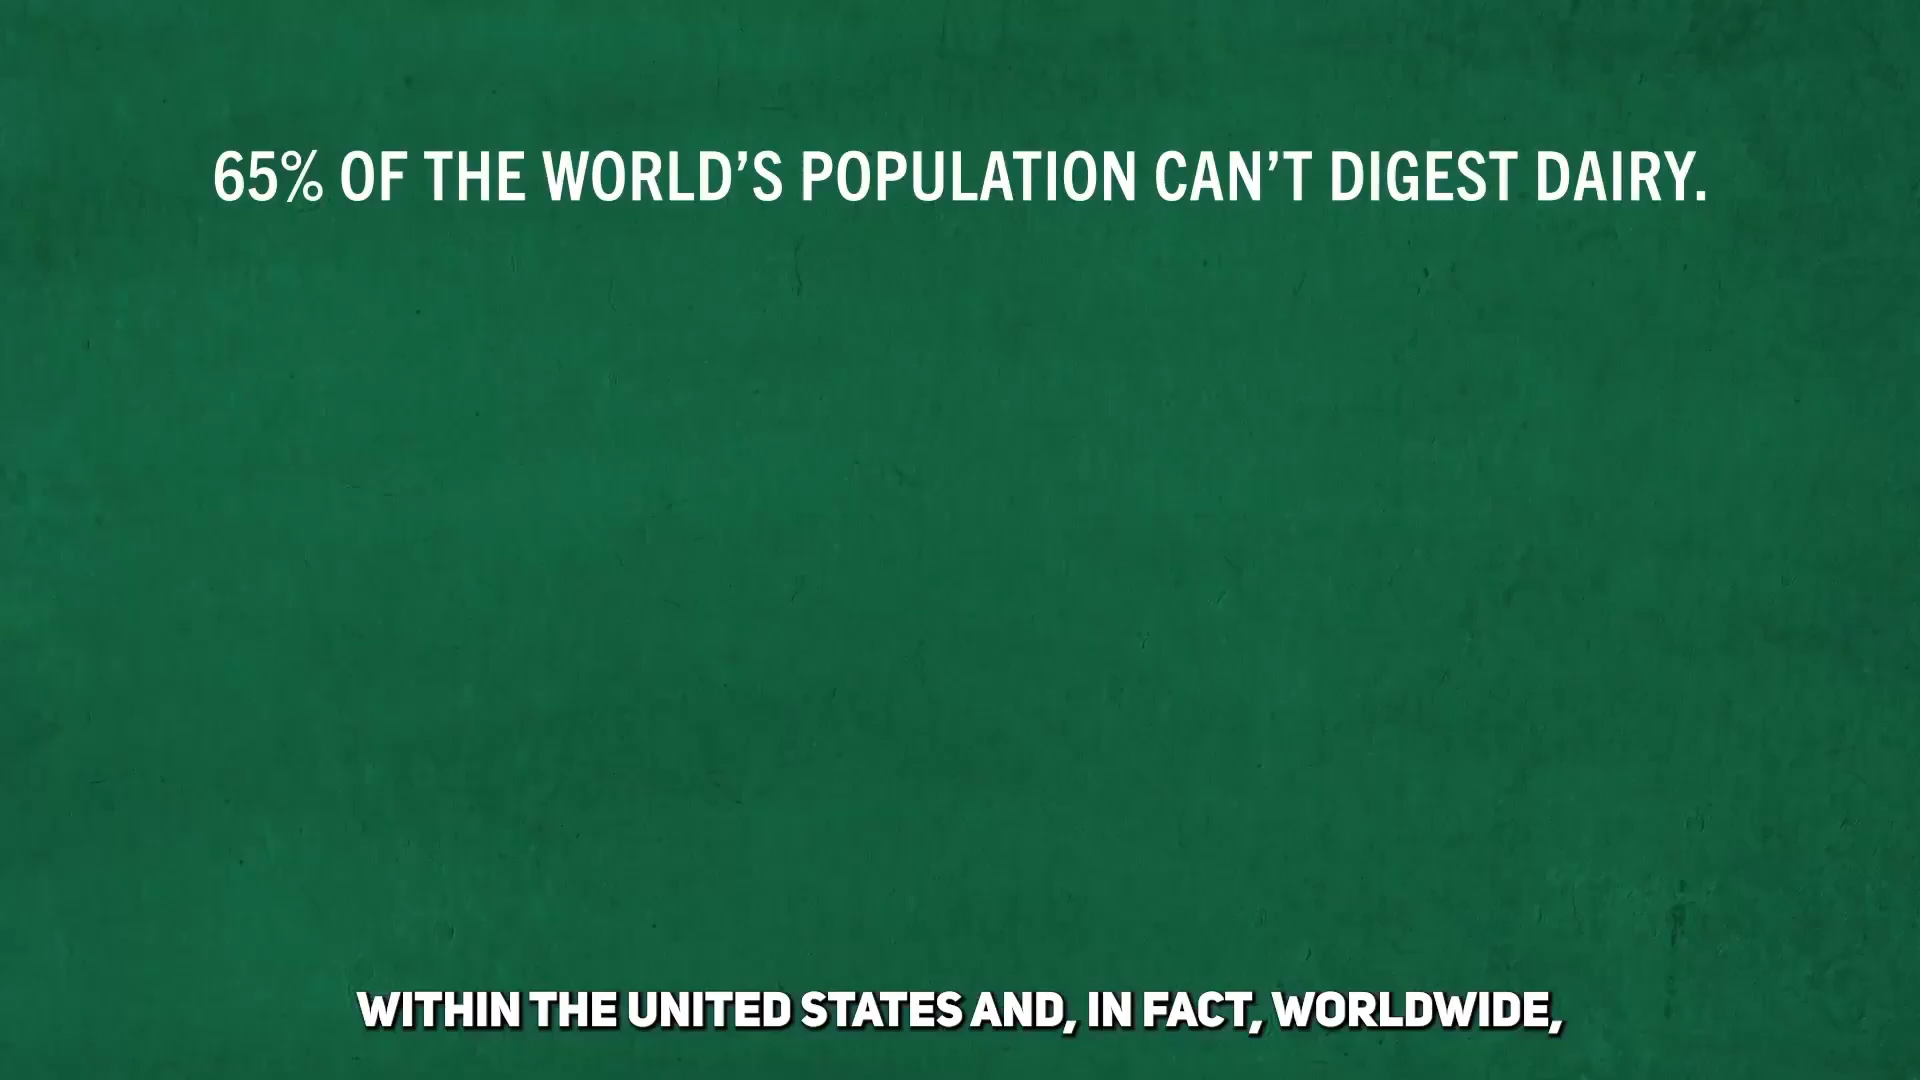 65% OF THE WORLD’S POPULATION CAN’T DIGEST DAIRY.
WITHIN THE UNITED STATES AND, IN FACT, WORLDWIDE,